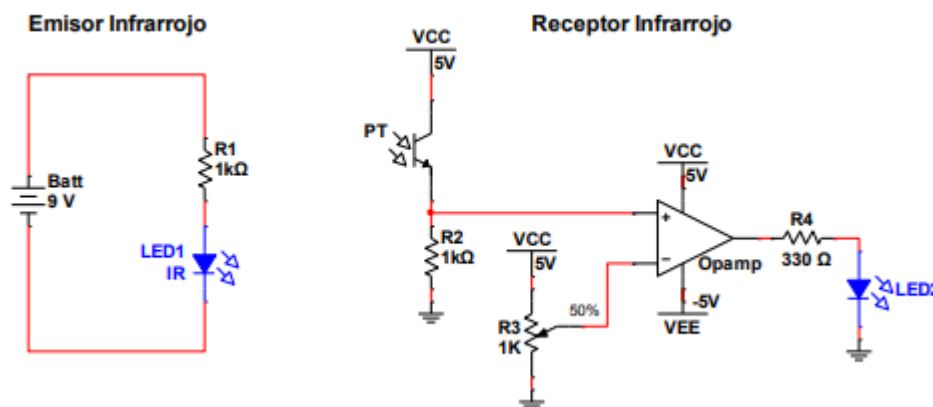 Emisor Infrarrojo
Batt
9 V
R1
1kΩ
LED1
IR
Receptor Infrarrojo
VCC
5V
PT
R2
1kΩ
VCC
5V
R3
1K
50%
VCC
5V
+
−
Opamp
-5V
VEE
R4
330 Ω
LED2